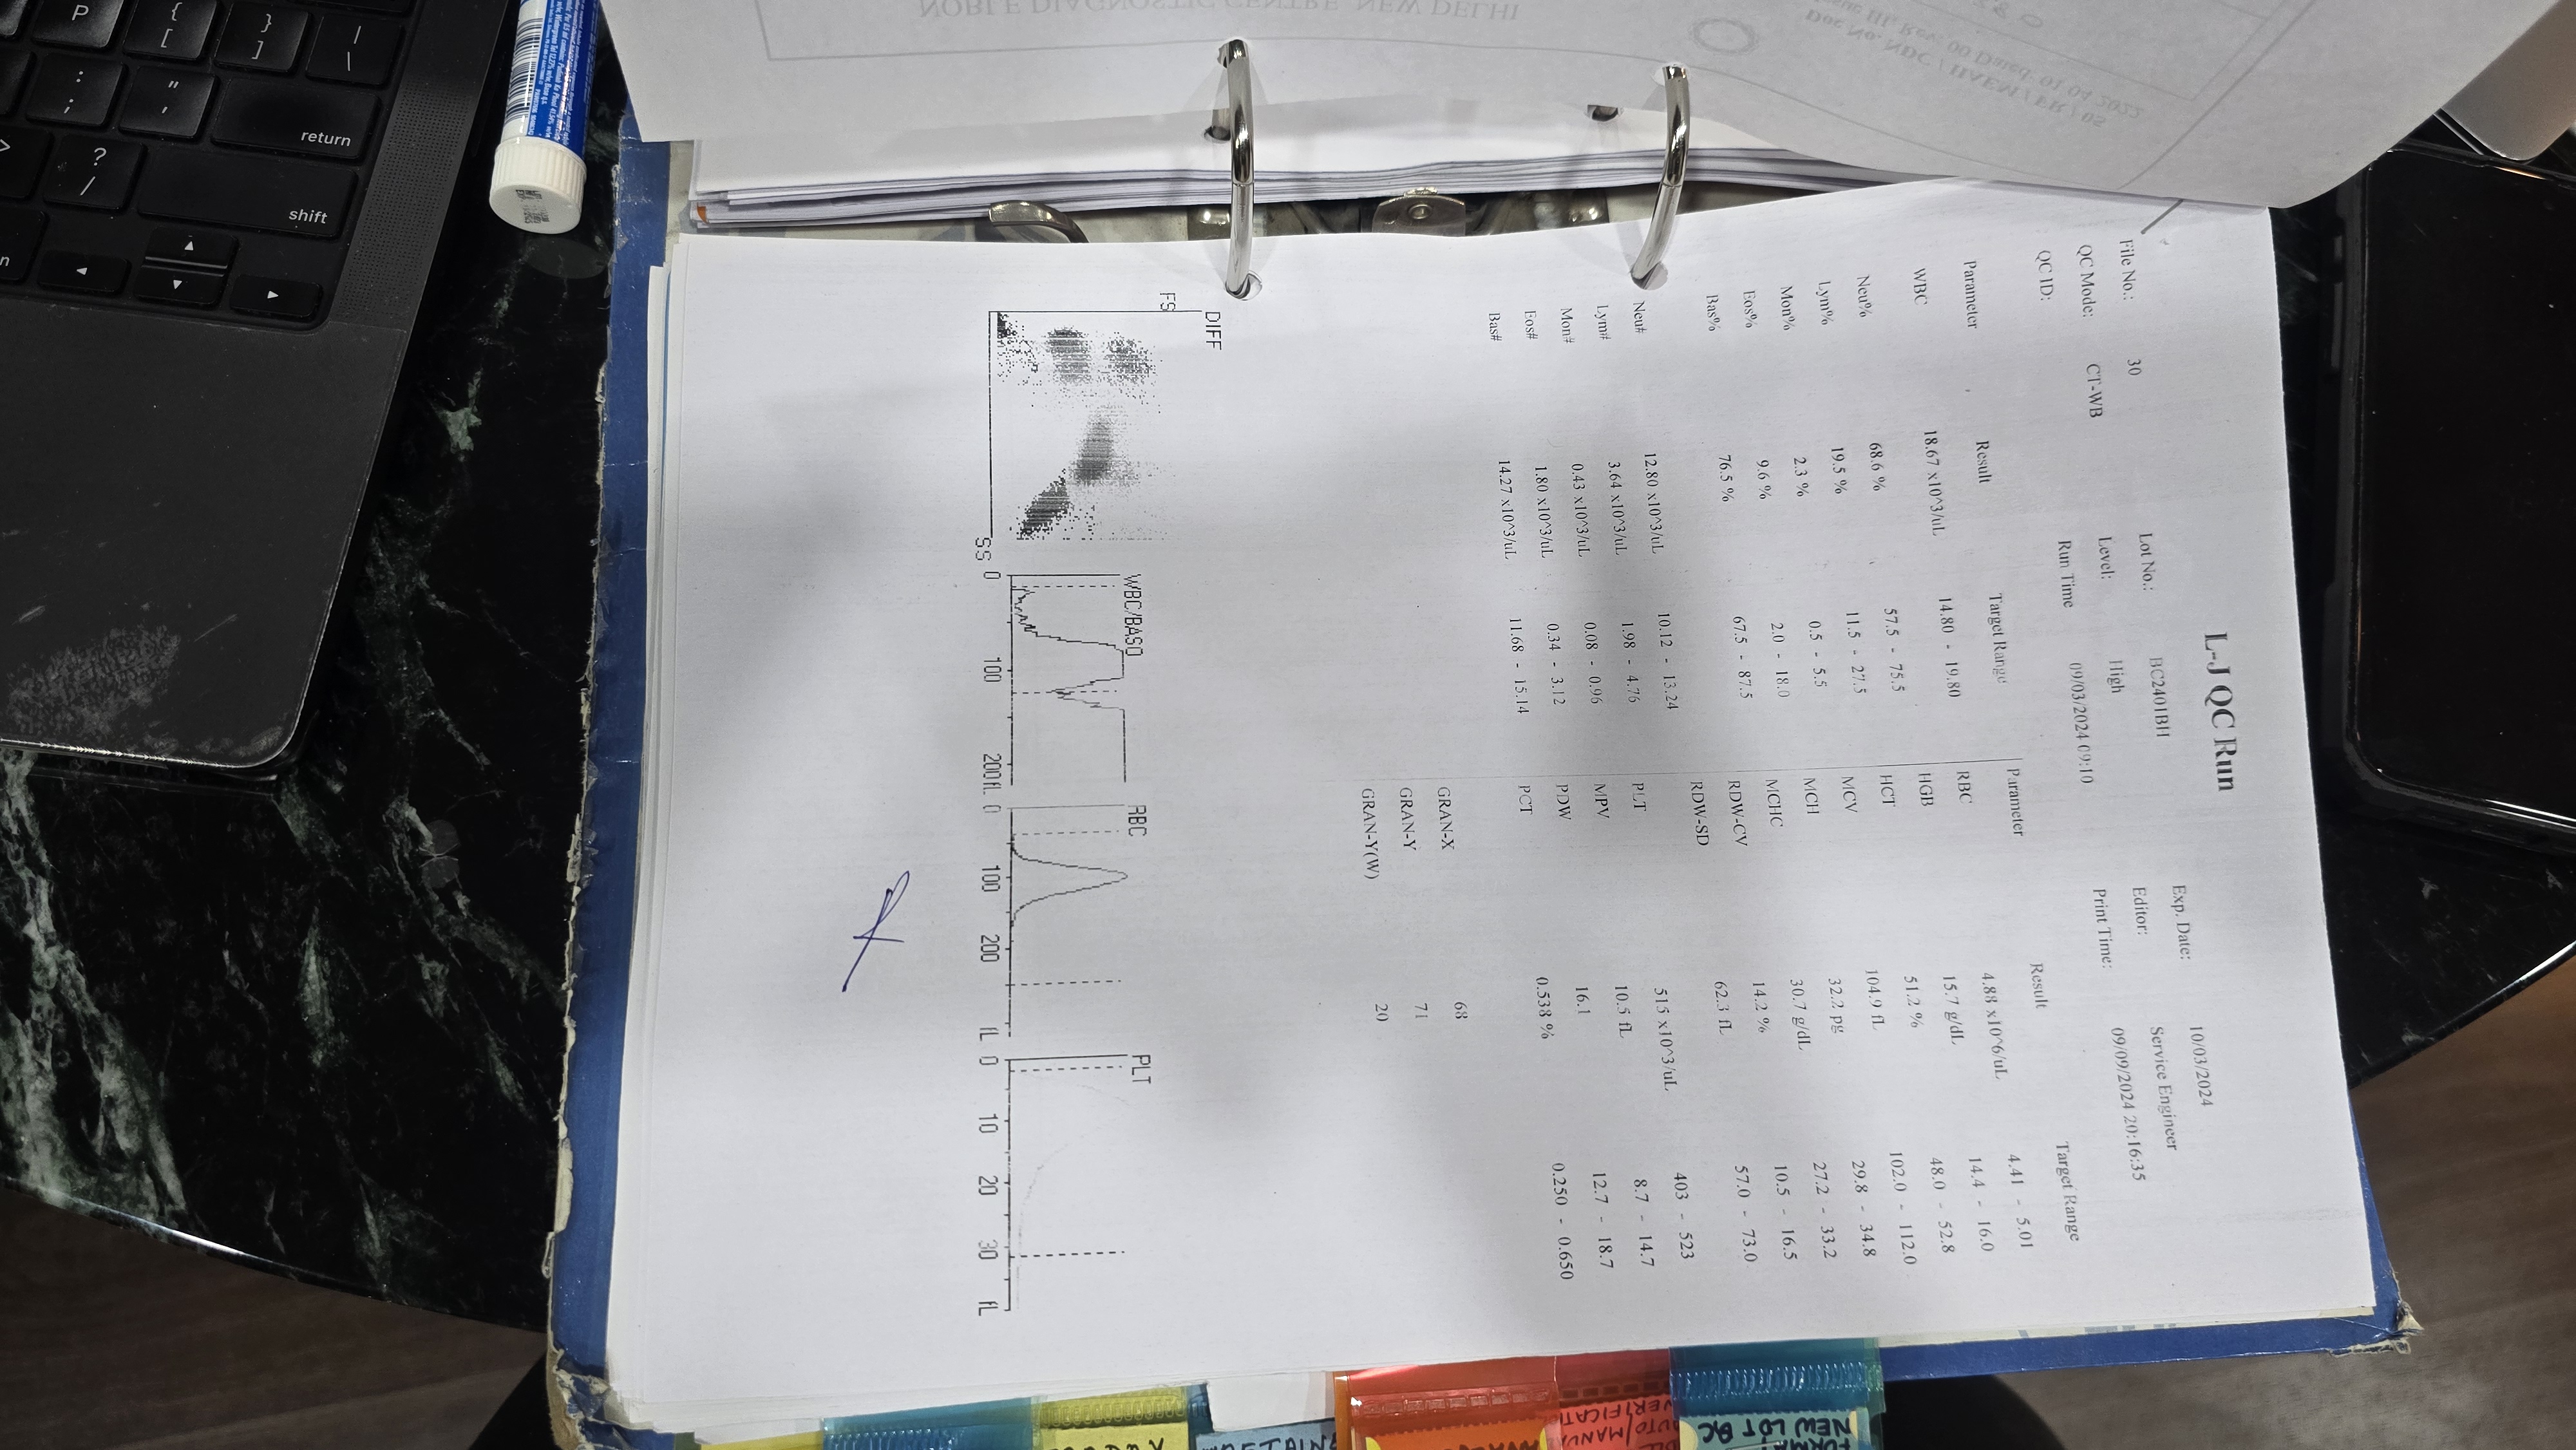 L-J QC Run
File No.: 30 Lot No.: BC2401BH Exp. Date: 10/03/2024
QC Mode: CT-WB Level: High Editor: Service Engineer
QC ID: Run Time 09/03/2024 09:10 Print Time: 09/09/2024 20:16:35
Parameter Result Target Range Parameter Result Target Range
WBC 18.67 x10^3/uL 14.80 - 19.80 RBC 4.88 x10^6/uL 4.41 - 5.01
HGB 15.7 g/dL 14.4 - 16.0
Neu% 68.6 % 57.5 - 75.5 HCT 51.2 % 48.0 - 52.8
Lym% 19.5 % 11.5 - 27.5 MCV 104.9 fL 102.0 - 112.0
Mon% 2.3 % 0.5 - 5.5 MCH 32.2 pg 29.8 - 34.8
Eos% 9.6 % 2.0 - 18.0 MCHC 30.7 g/dL 27.2 - 33.2
Bas% 76.5 % 67.5 - 87.5 RDW-CV 14.2 % 10.5 - 16.5
RDW-SD 62.3 fL 57.0 - 73.0
Neu# 12.80 x10^3/uL 10.12 - 13.24
Lym# 3.64 x10^3/uL 1.98 - 4.76 PLT 515 x10^3/uL 403 - 523
Mon# 0.43 x10^3/uL 0.08 - 0.96 MPV 10.5 fL 8.7 - 14.7
Eos# 1.80 x10^3/uL 0.34 - 3.12 PDW 16.1 12.7 - 18.7
Bas# 14.27 x10^3/uL 11.68 - 15.14 PCT 0.538 % 0.250 - 0.650
GRAN-X 68
GRAN-Y 71
GRAN-Y(W) 20
DIFF
FS
SS
WBC/BASO
0 100 200 fL
RBC
0 100 200 fL
PLT
0 10 20 30 fL
NEW LOT QC
AUTO/MANU
VERIFICATI
shift
return